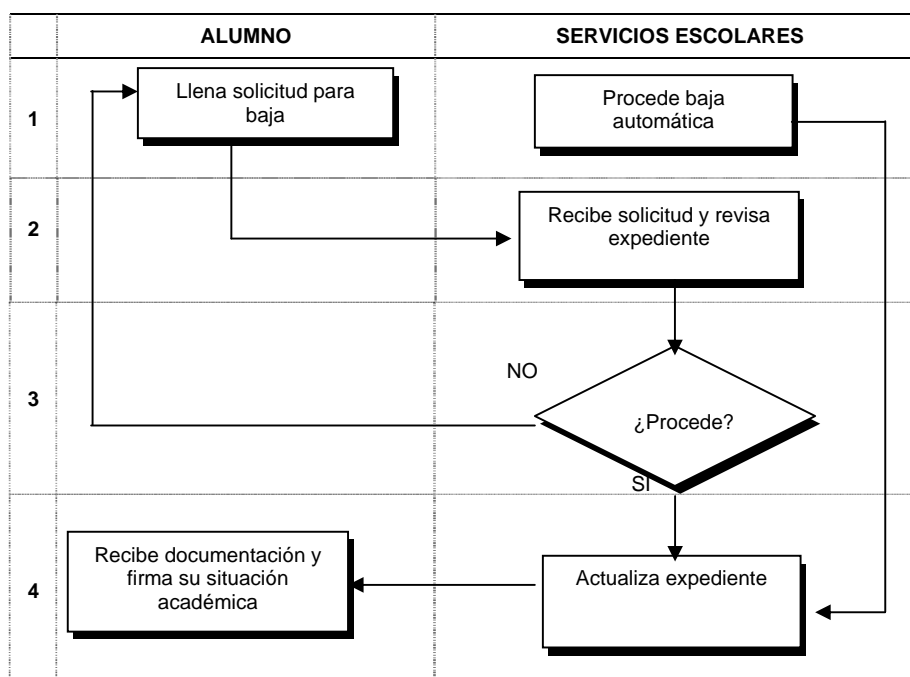 ALUMNO
SERVICIOS ESCOLARES
1
Llena solicitud para
baja
Procede baja
automática
2
Recibe solicitud y revisa
expediente
3
NO
¿Procede?
SI
4
Recibe documentación y
firma su situación
académica
Actualiza expediente